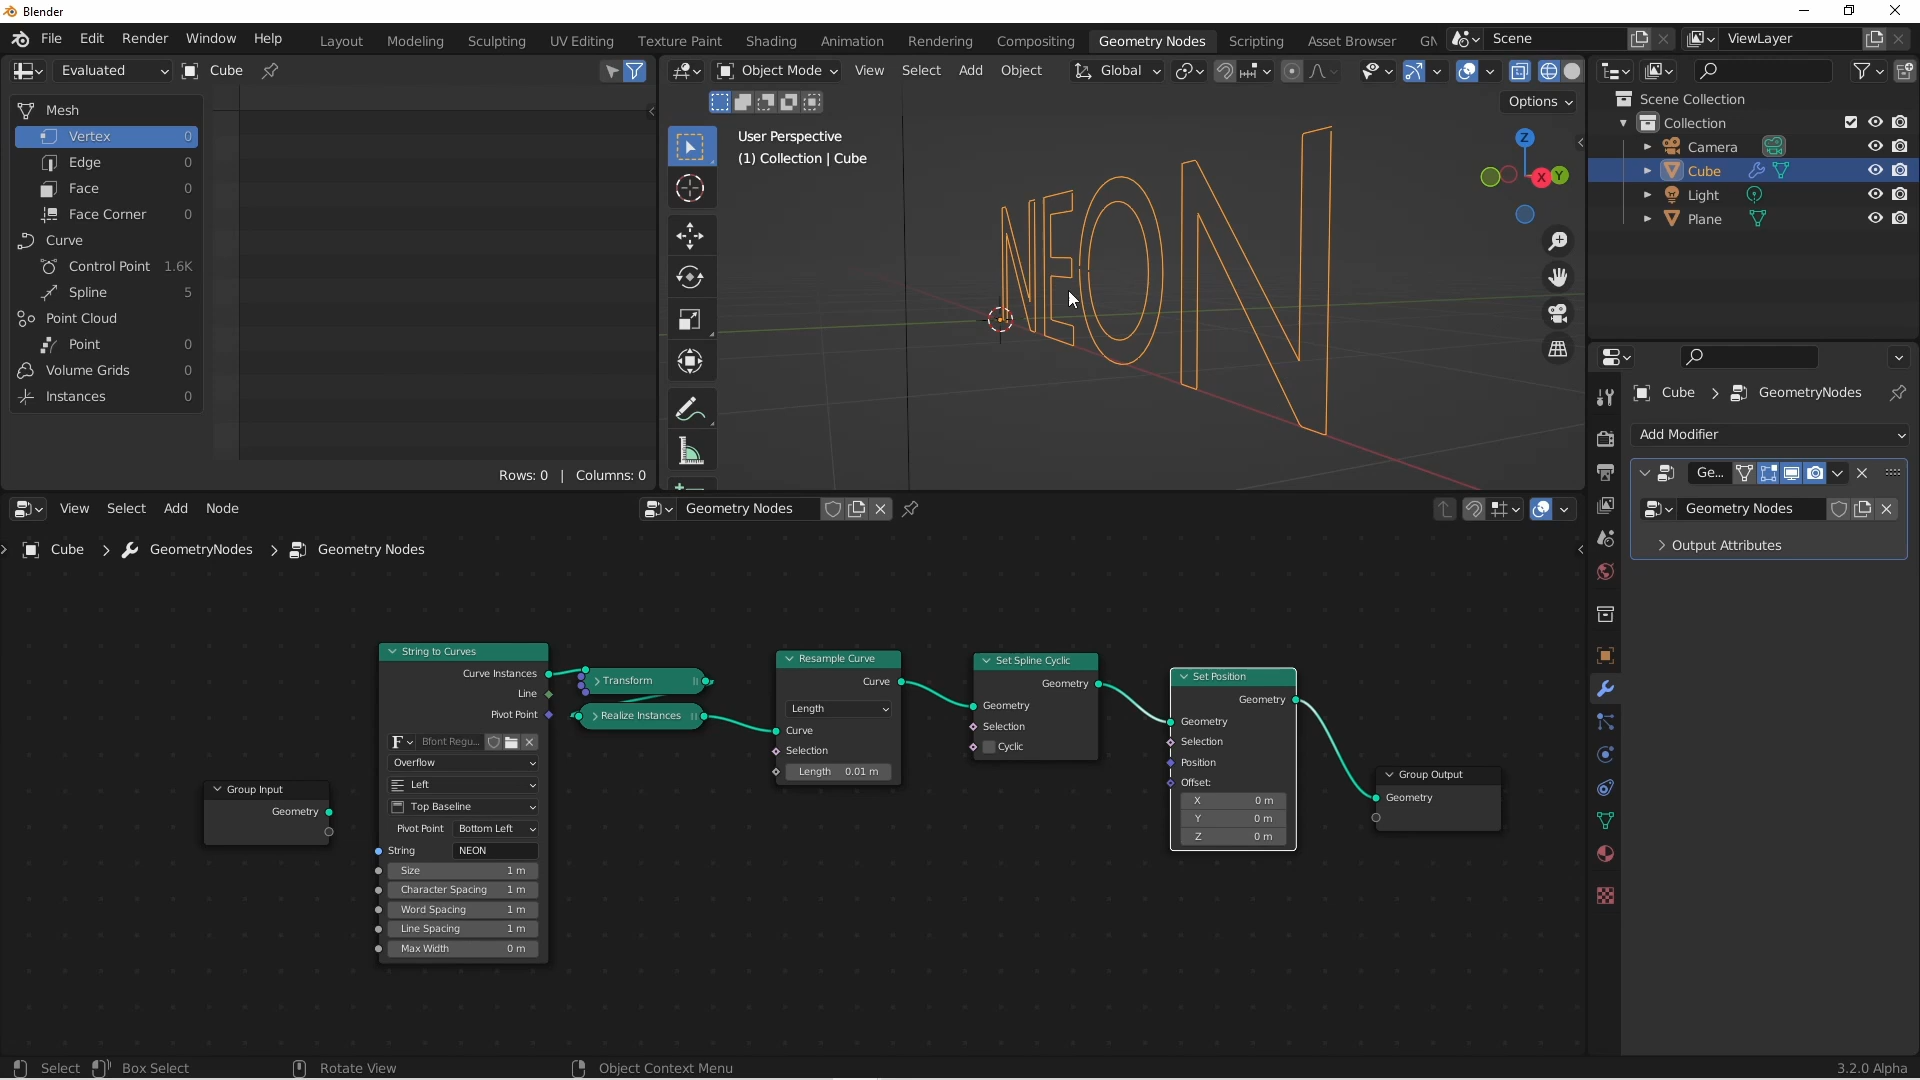 Blender
File Edit Render Window Help Layout Modeling Sculpting UV Editing Texture Paint Shading Animation Rendering Compositing Geometry Nodes Scripting Asset Browser GN Scene ViewLayer
Evaluated Cube
Object Mode View Select Add Object Global
Options
Mesh
Vertex 0
Edge 0
Face 0
Face Corner 0
Curve
Control Point 1.6K
Spline 5
Point Cloud
Point 0
Volume Grids 0
Instances 0
Rows: 0 | Columns: 0
User Perspective
(1) Collection | Cube
NEON
Z
X Y
Scene Collection
Collection
Camera
Cube
Light
Plane
Cube > GeometryNodes
Add Modifier
Ge...
Geometry Nodes
Output Attributes
View Select Add Node Geometry Nodes
Cube > GeometryNodes > Geometry Nodes
Group Input
Geometry
String to Curves
Curve Instances
Line
Pivot Point
F Bfont Regu...
Overflow
Left
Top Baseline
Pivot Point Bottom Left
String NEON
Size 1 m
Character Spacing 1 m
Word Spacing 1 m
Line Spacing 1 m
Max Width 0 m
Transform
Realize Instances
Resample Curve
Curve
Length
Curve
Selection
Length 0.01 m
Set Spline Cyclic
Geometry
Geometry
Selection
Cyclic
Set Position
Geometry
Geometry
Selection
Position
Offset:
X 0 m
Y 0 m
Z 0 m
Group Output
Geometry
Select Box Select Rotate View Object Context Menu 3.2.0 Alpha